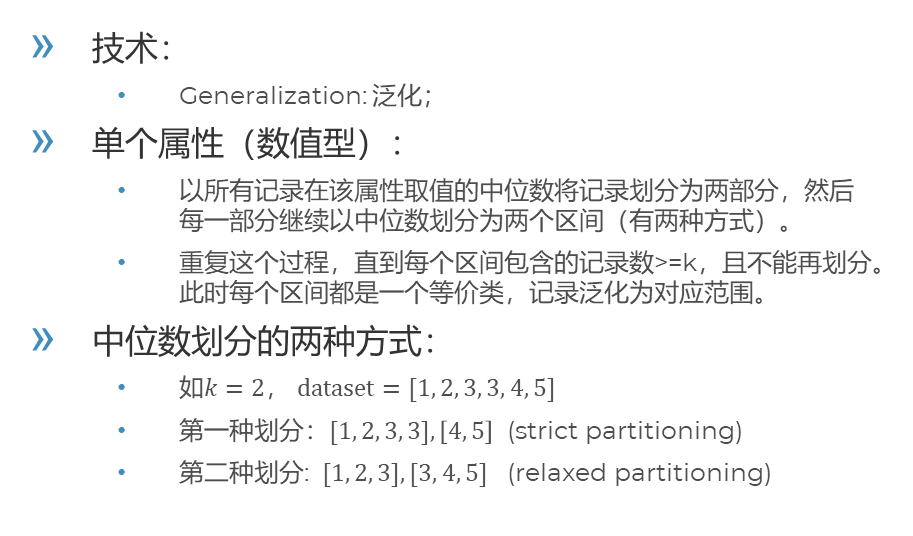 » 技术：
• Generalization: 泛化；
» 单个属性（数值型）：
• 以所有记录在该属性取值的中位数将记录划分为两部分，然后
每一部分继续以中位数划分为两个区间（有两种方式）。
• 重复这个过程，直到每个区间包含的记录数>=k，且不能再划分。
此时每个区间都是一个等价类，记录泛化为对应范围。
» 中位数划分的两种方式：
• 如k = 2， dataset = [1, 2, 3, 3, 4, 5]
• 第一种划分：[1, 2, 3, 3], [4, 5] (strict partitioning)
• 第二种划分: [1, 2, 3], [3, 4, 5] (relaxed partitioning)